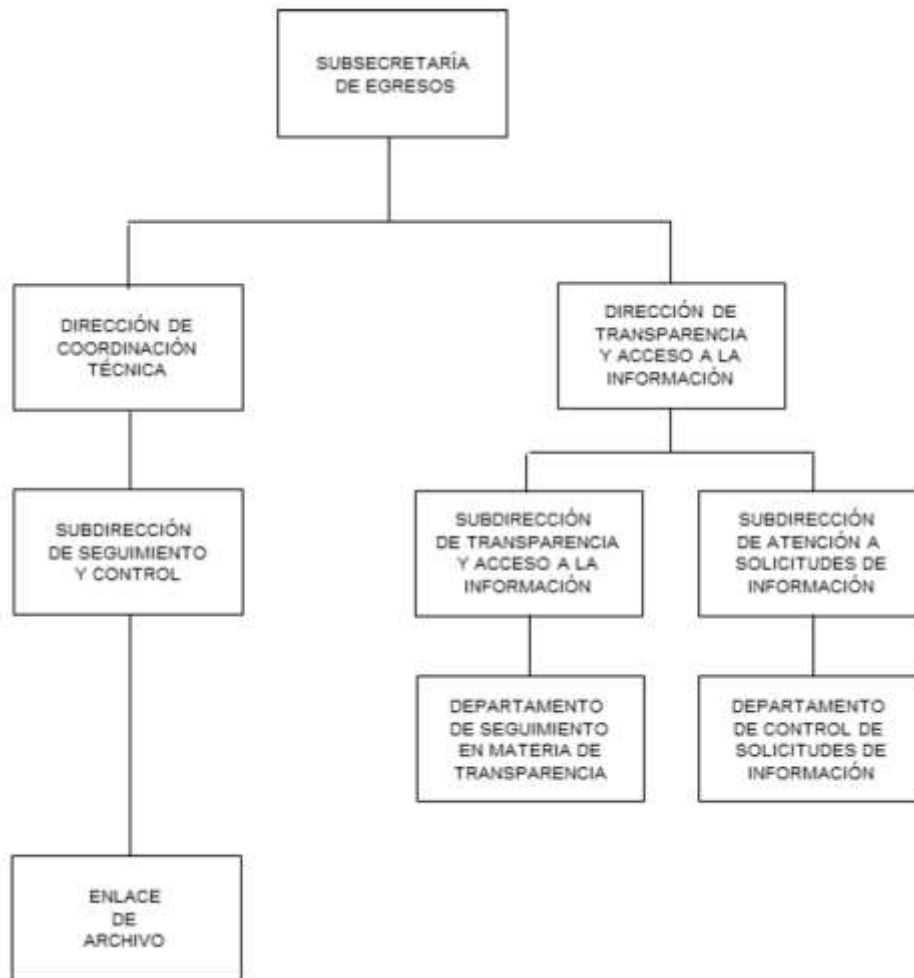 SUBSECRETARÍA
DE EGRESOS
DIRECCIÓN DE
COORDINACIÓN
TÉCNICA
DIRECCIÓN DE
TRANSPARENCIA
Y ACCESO A LA
INFORMACIÓN
SUBDIRECCIÓN
DE SEGUIMIENTO
Y CONTROL
SUBDIRECCIÓN
DE TRANSPARENCIA
Y ACCESO A LA
INFORMACIÓN
SUBDIRECCIÓN
DE ATENCIÓN A
SOLICITUDES DE
INFORMACIÓN
DEPARTAMENTO
DE SEGUIMIENTO
EN MATERIA DE
TRANSPARENCIA
DEPARTAMENTO
DE CONTROL DE
SOLICITUDES DE
INFORMACIÓN
ENLACE
DE
ARCHIVO